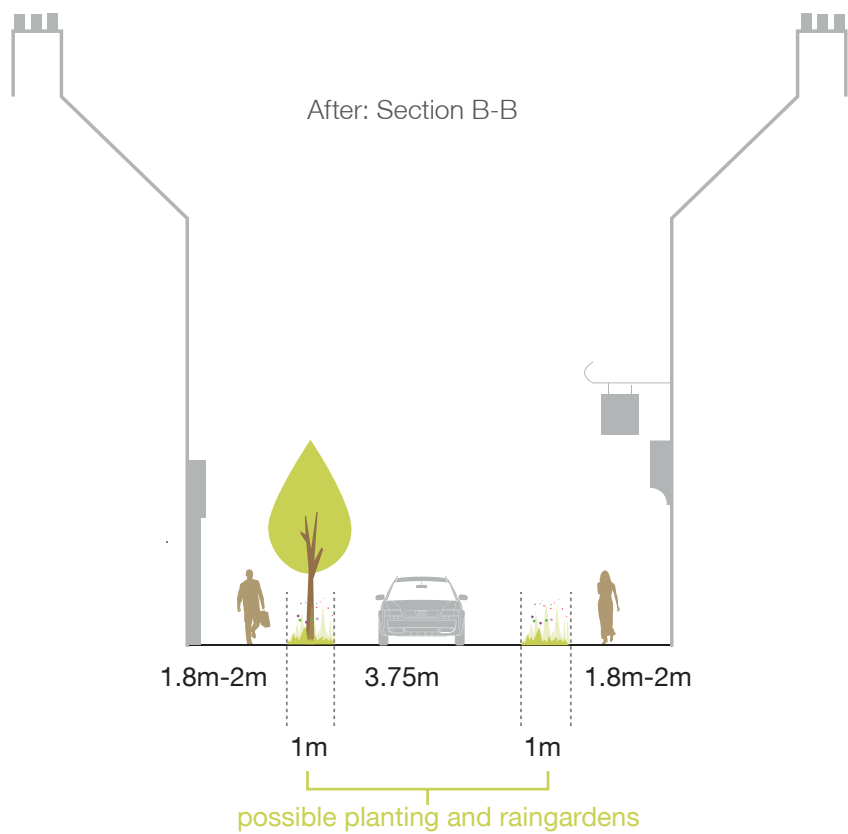 After: Section B-B
1.8m-2m 3.75m 1.8m-2m
1m 1m
possible planting and raingardens